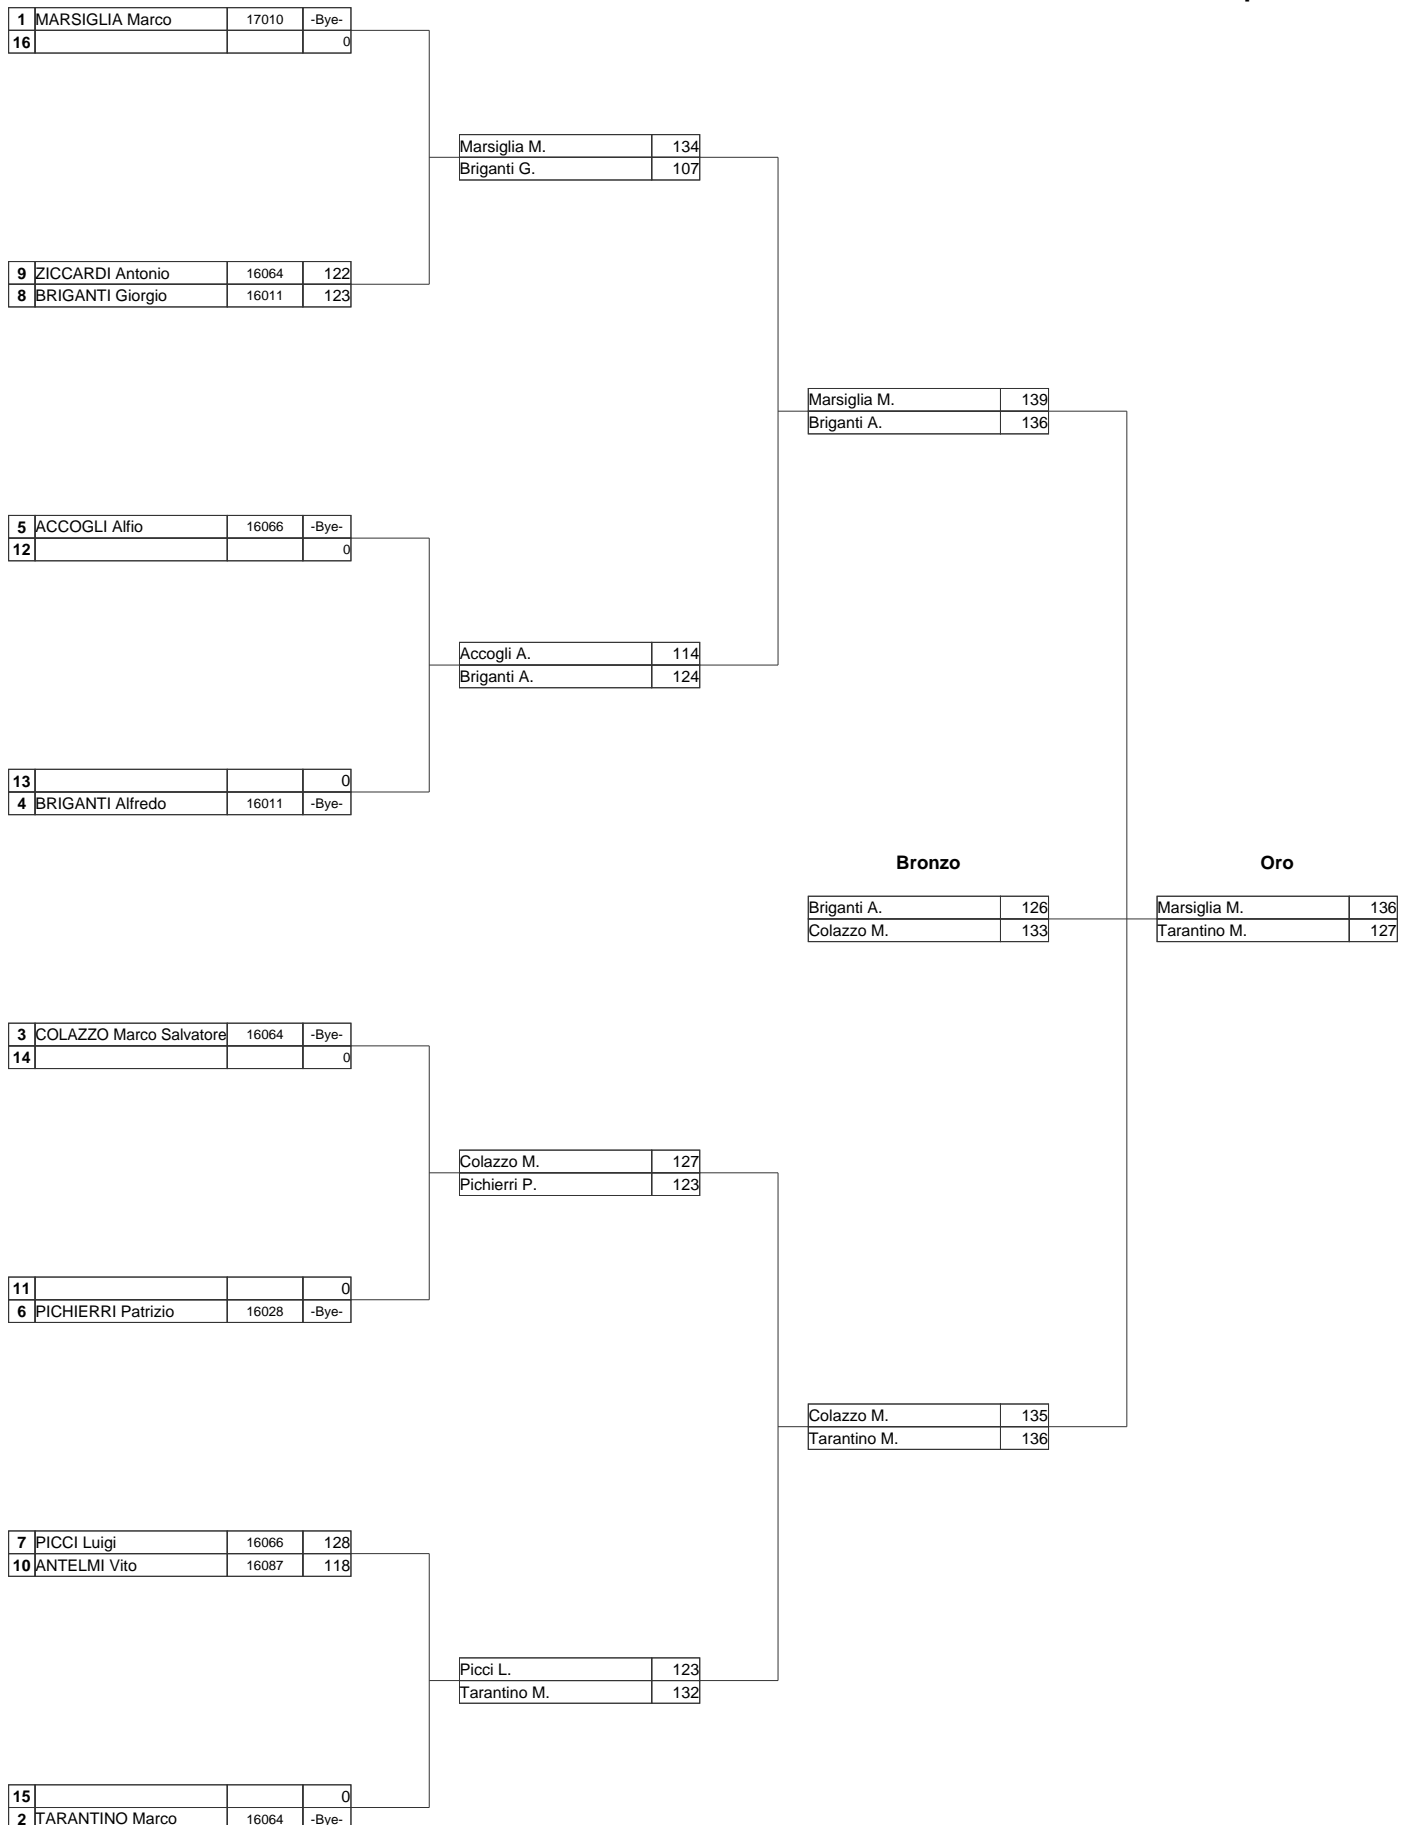 1 MARSIGLIA Marco 17010 -Bye-
16 0
Marsiglia M. 134
Briganti G. 107
9 ZICCARDI Antonio 16064 122
8 BRIGANTI Giorgio 16011 123
Marsiglia M. 139
Briganti A. 136
5 ACCOGLI Alfio 16066 -Bye-
12 0
Accogli A. 114
Briganti A. 124
13 0
4 BRIGANTI Alfredo 16011 -Bye-
Bronzo Oro
Briganti A. 126 Marsiglia M. 136
Colazzo M. 133 Tarantino M. 127
3 COLAZZO Marco Salvatore 16064 -Bye-
14 0
Colazzo M. 127
Pichierri P. 123
11 0
6 PICHIERRI Patrizio 16028 -Bye-
Colazzo M. 135
Tarantino M. 136
7 PICCI Luigi 16066 128
10 ANTELMI Vito 16087 118
Picci L. 123
Tarantino M. 132
15 0
2 TARANTINO Marco 16064 -Bye-